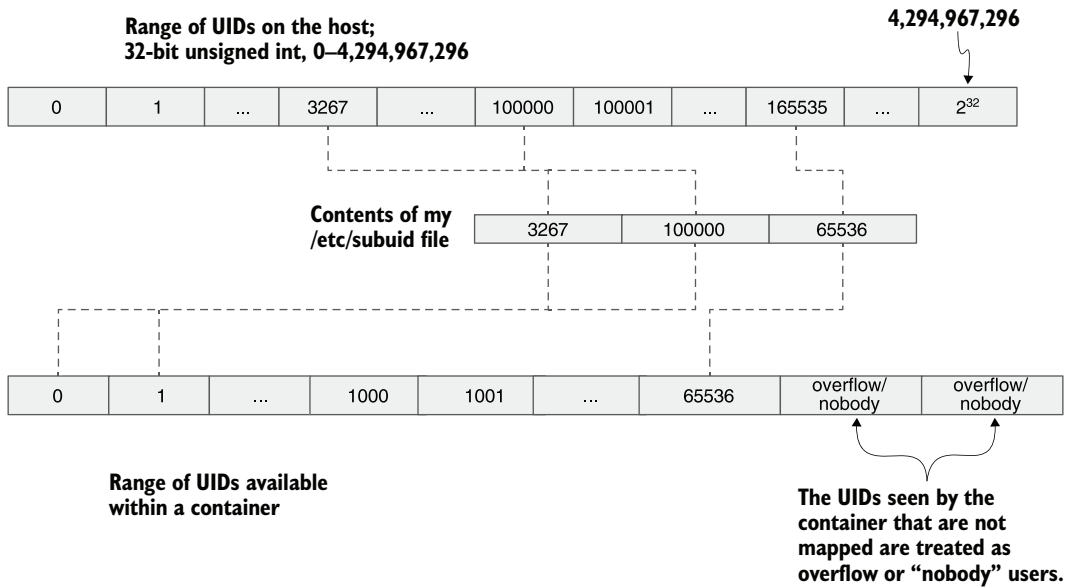 Range of UIDs on the host;
32-bit unsigned int, 0–4,294,967,296
4,294,967,296
0 1 ... 3267 ... 100000 100001 ... 165535 ... 2³²
Contents of my
/etc/subuid file
3267 100000 65536
0 1 ... 1000 1001 ... 65536 overflow/ overflow/
nobody nobody
Range of UIDs available
within a container
The UIDs seen by the
container that are not
mapped are treated as
overflow or “nobody” users.